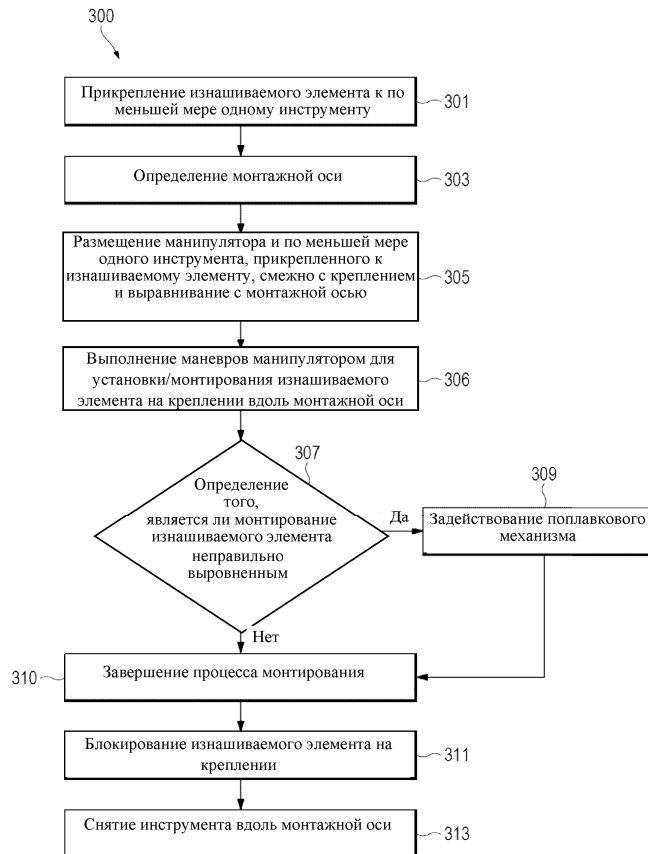 300
Прикрепление изнашиваемого элемента к по
меньшей мере одному инструменту
301
Определение монтажной оси
303
Размещение манипулятора и по меньшей мере
одного инструмента, прикрепленного к
изнашиваемому элементу, смежно с креплением
и выравнивание с монтажной осью
305
Выполнение маневров манипулятором для
установки/монтирования изнашиваемого
элемента на креплении вдоль монтажной оси
306
307
Определение
того,
является ли монтирование
изнашиваемого элемента
неправильно
выровненным
Да
309
Задействование поплавкового
механизма
Нет
310
Завершение процесса монтирования
Блокирование изнашиваемого элемента на
креплении
311
Снятие инструмента вдоль монтажной оси
313